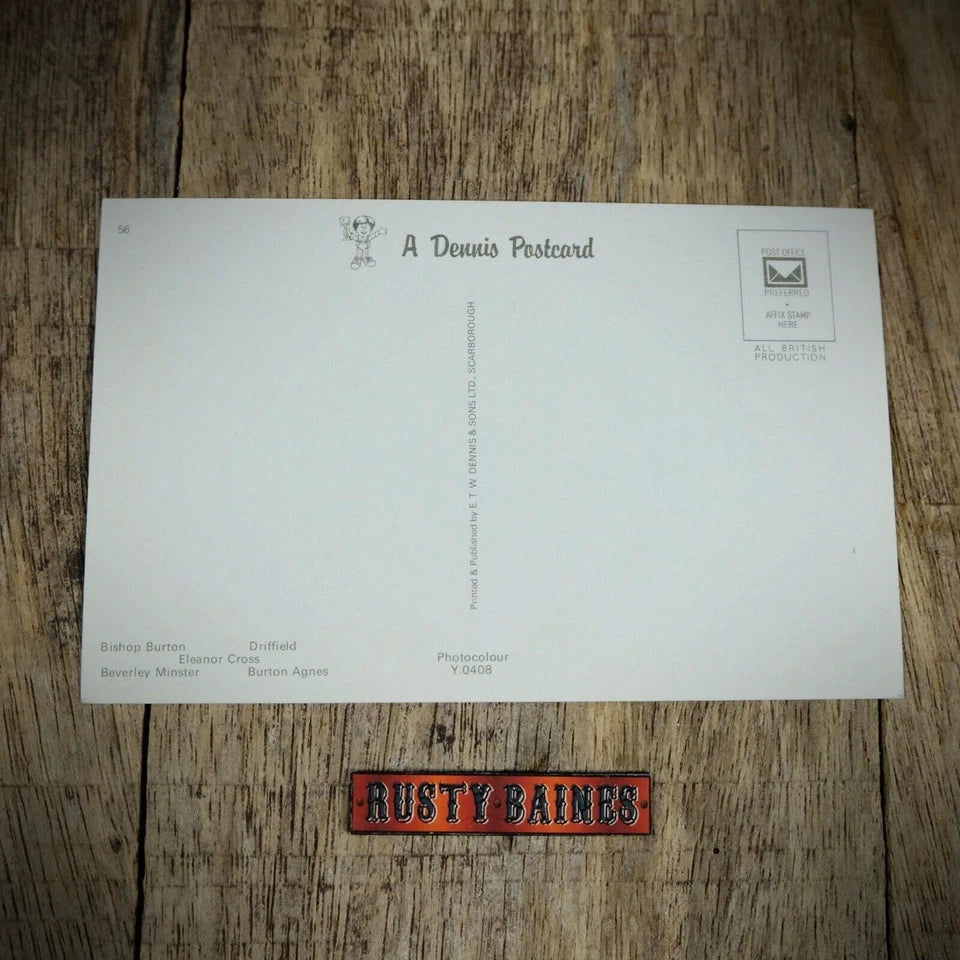 56
A Dennis Postcard
POST OFFICE
PREFERRED
AFFIX STAMP
HERE
ALL BRITISH
PRODUCTION
Printed & Published by E. T. W. DENNIS & SONS LTD., SCARBOROUGH
Bishop Burton Driffield
Eleanor Cross
Beverley Minster Burton Agnes
Photocolour
Y.0408
RUSTY BAINES